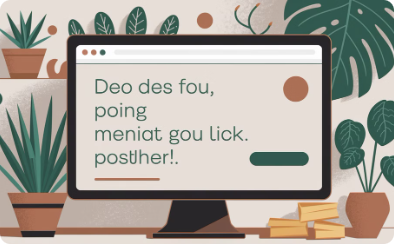 Deo des fou,
poing
meniat gou lick.
postlher!.